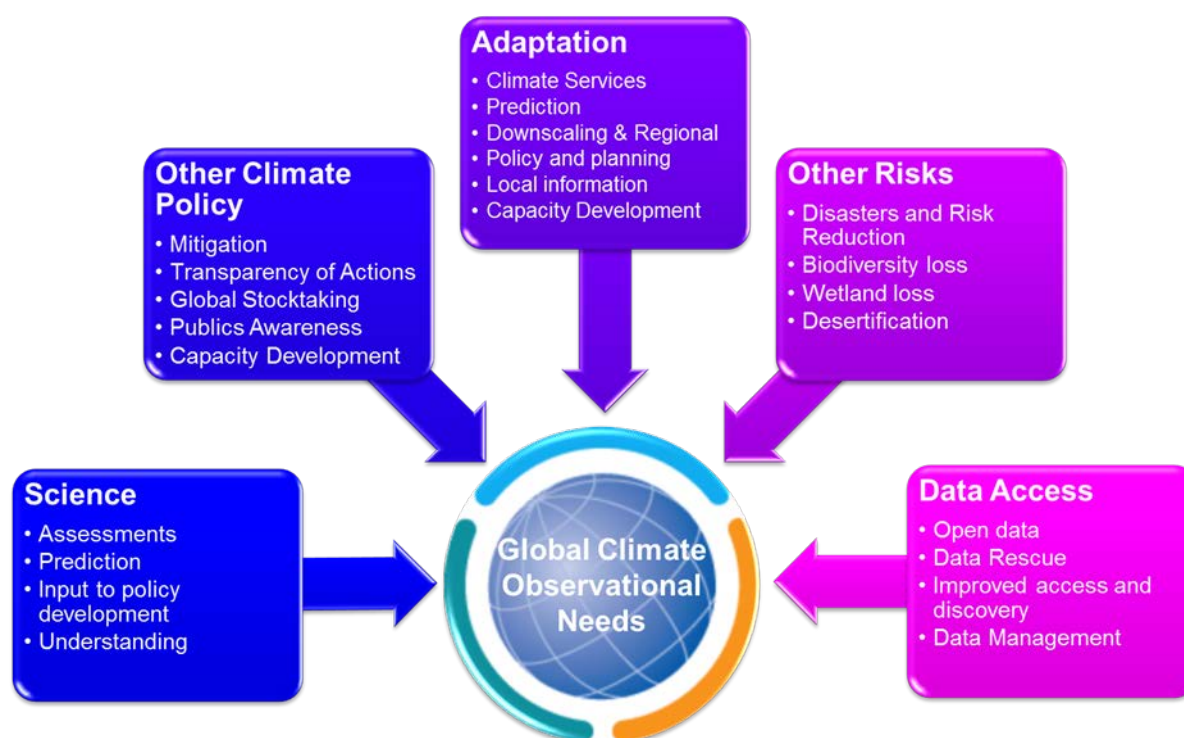 Adaptation
• Climate Services
• Prediction
• Downscaling & Regional
• Policy and planning
• Local information
• Capacity Development
Other Climate
Policy
• Mitigation
• Transparency of Actions
• Global Stocktaking
• Publics Awareness
• Capacity Development
Other Risks
• Disasters and Risk
Reduction
• Biodiversity loss
• Wetland loss
• Desertification
Science
• Assessments
• Prediction
• Input to policy
development
• Understanding
Global Climate
Observational
Needs
Data Access
• Open data
• Data Rescue
• Improved access and
discovery
• Data Management